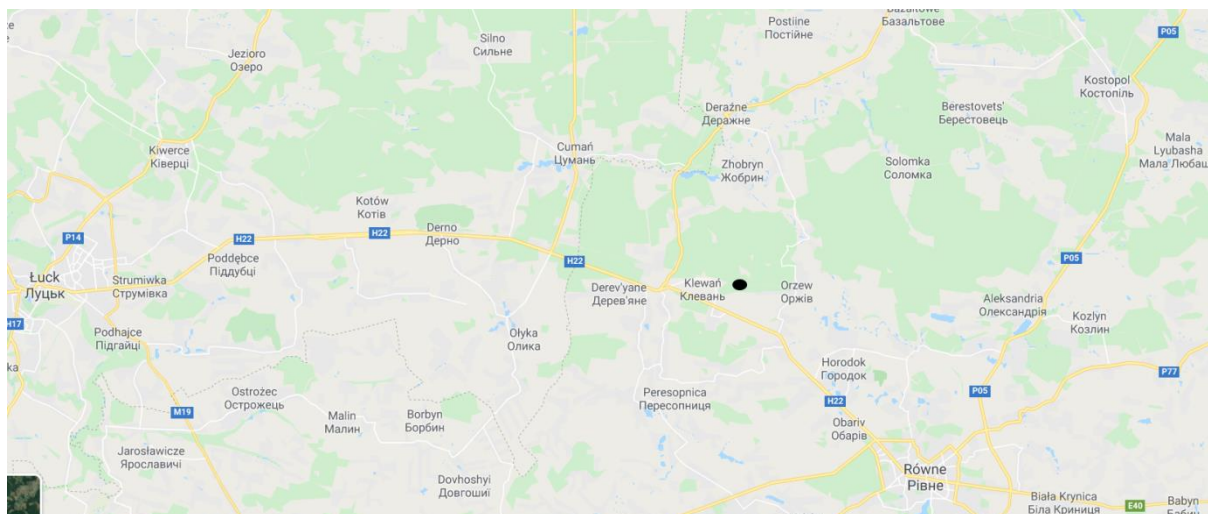 Postiine
Постійне
Базальтове
Silno
Сильне
Jezioro
Озеро
P05
Kostopol
Костопіль
Deraźne
Деражне
Berestovets'
Берестовець
Mala
Lyubasha
Мала Любаш
Kiwerce
Ківерці
Cumań
Цумань
Zhobryn
Жобрин
Solomka
Соломка
Kotów
Котів
Derno
Дерно
P14
H22
H22
Poddębce
Піддубці
H22
P05
Łuck
Луцьк
Strumiwka
Струмівка
Derev'yane
Дерев'яне
Klewań
Клевань
Orzew
Оржів
Aleksandria
Олександрія
Kozlyn
Козлин
H17
Podhajce
Підгайці
Ołyka
Олика
Horodok
Городок
P77
ka
Ostrożec
Острожець
Peresopnica
Пересопниця
P05
H22
M19
Malin
Малин
Borbyn
Борбин
Obariv
Обарів
Jarosławicze
Ярославичі
Dovhoshyi
Довгошиї
Równe
Рівне
Biała Krynica
Біла Криниця
E40
Babyn